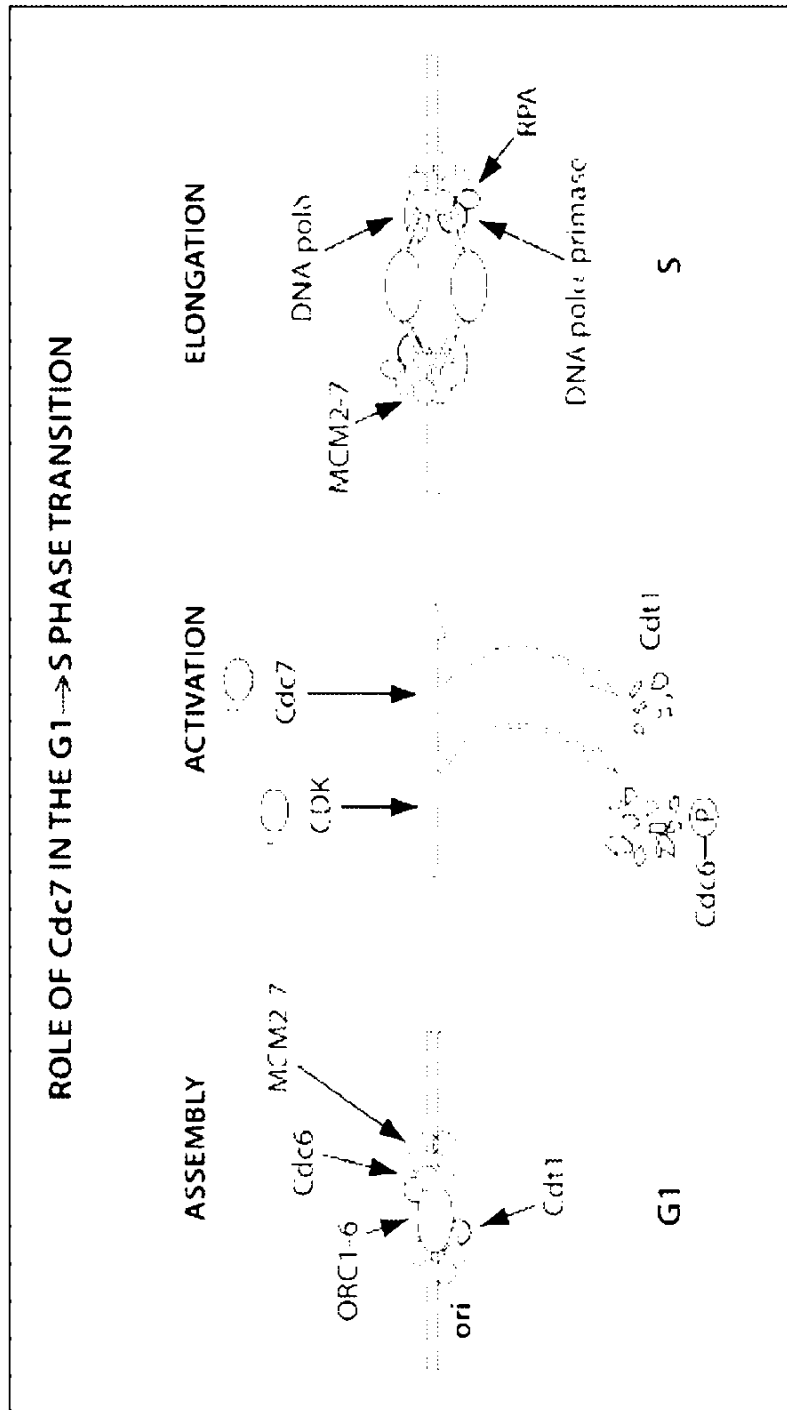 ROLE OF Cdc7 IN THE G1→S PHASE TRANSITION
ASSEMBLY
ACTIVATION
ELONGATION
ORC1-6
Cdc6
MCM2-7
ori
Cdt1
G1
CDK
Cdc7
Cdc6
P
Cdt1
MCM2-7
DNA polδ
RPA
DNA polα primase
S